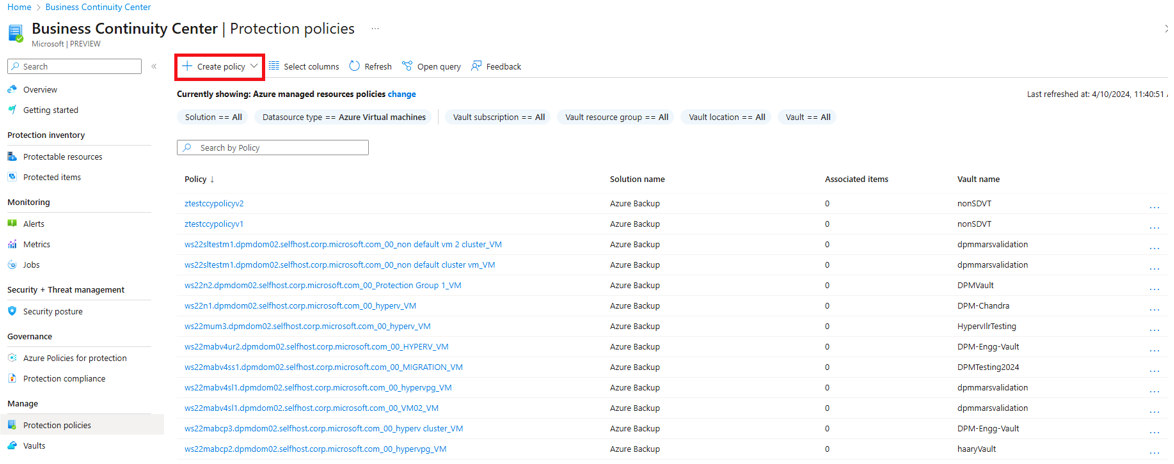 Home > Business Continuity Center
Business Continuity Center | Protection policies ...
Microsoft | PREVIEW
Search «
Overview
Getting started
Protection inventory
Protectable resources
Protected items
Monitoring
Alerts
Metrics
Jobs
Security + Threat management
Security posture
Governance
Azure Policies for protection
Protection compliance
Manage
Protection policies
Vaults
+ Create policy Select columns Refresh Open query Feedback
Currently showing: Azure managed resources policies change Last refreshed at: 4/10/2024, 11:40:51
Solution == All Datasource type == Azure Virtual machines Vault subscription == All Vault resource group == All Vault location == All Vault == All
Search by Policy
Policy ↓ Solution name Associated items Vault name
ztestccypolicyv2 Azure Backup 0 nonSDVT ...
ztestccypolicyv1 Azure Backup 0 nonSDVT ...
ws22sltestm1.dpmdom02.selfhost.corp.microsoft.com_00_non default vm 2 cluster_VM Azure Backup 0 dpmmarsvalidation ...
ws22sltestm1.dpmdom02.selfhost.corp.microsoft.com_00_non default cluster vm_VM Azure Backup 0 dpmmarsvalidation ...
ws22n2.dpmdom02.selfhost.corp.microsoft.com_00_Protection Group 1_VM Azure Backup 0 DPMVault ...
ws22n1.dpmdom02.selfhost.corp.microsoft.com_00_hyperv_VM Azure Backup 0 DPM-Chandra ...
ws22mum3.dpmdom02.selfhost.corp.microsoft.com_00_hyperv_VM Azure Backup 0 HypervIlrTesting ...
ws22mabv4ur2.dpmdom02.selfhost.corp.microsoft.com_00_HYPERV_VM Azure Backup 0 DPM-Engg-Vault ...
ws22mabv4ss1.dpmdom02.selfhost.corp.microsoft.com_00_MIGRATION_VM Azure Backup 0 DPMTesting2024 ...
ws22mabv4sl1.dpmdom02.selfhost.corp.microsoft.com_00_hypervpg_VM Azure Backup 0 dpmmarsvalidation ...
ws22mabv4sl1.dpmdom02.selfhost.corp.microsoft.com_00_VM02_VM Azure Backup 0 dpmmarsvalidation ...
ws22mabcp3.dpmdom02.selfhost.corp.microsoft.com_00_hyperv cluster_VM Azure Backup 0 DPM-Engg-Vault ...
ws22mabcp2.dpmdom02.selfhost.corp.microsoft.com_00_hypervpg_VM Azure Backup 0 haaryVault ...